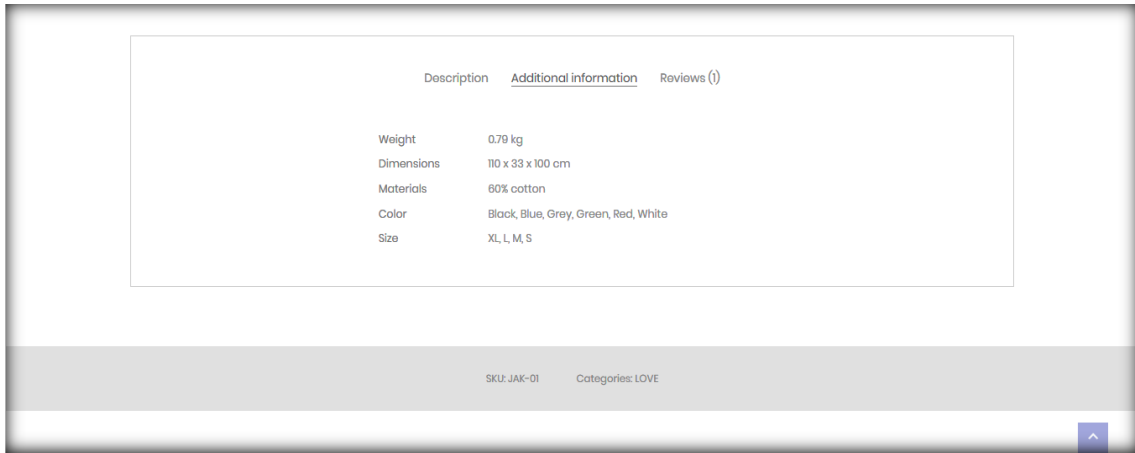 Description Additional information Reviews (1)
Weight 0.79 kg
Dimensions 110 x 33 x 100 cm
Materials 60% cotton
Color Black, Blue, Grey, Green, Red, White
Size XL, L, M, S
SKU: JAK-01 Categories: LOVE